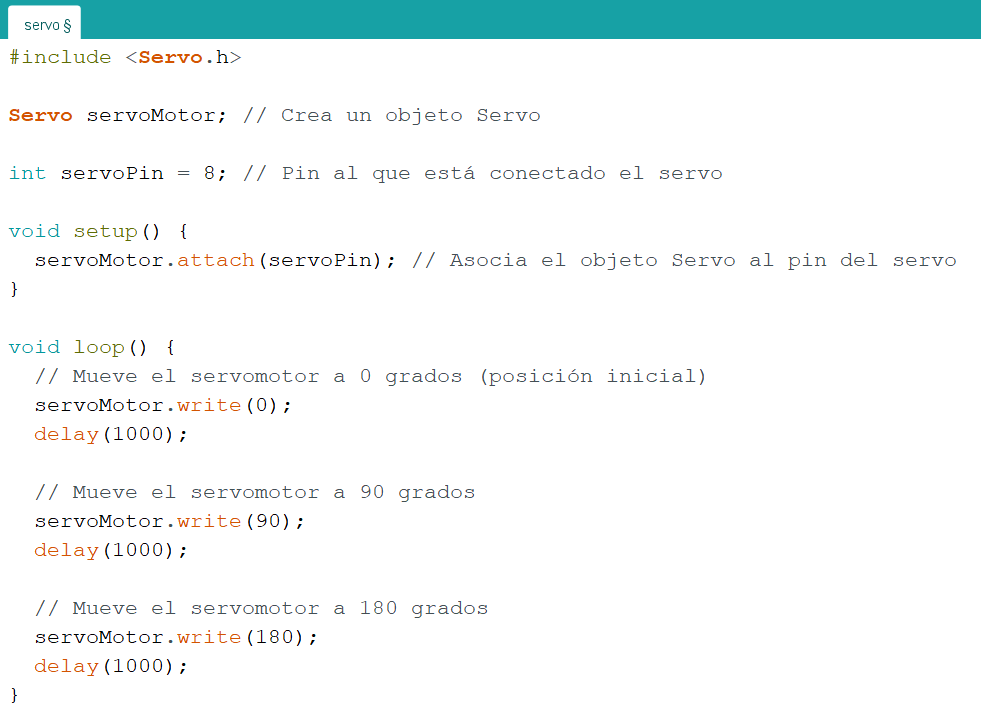 servo §
#include <Servo.h>
Servo servoMotor; // Crea un objeto Servo
int servoPin = 8; // Pin al que está conectado el servo
void setup() {
  servoMotor.attach(servoPin); // Asocia el objeto Servo al pin del servo
}
void loop() {
  // Mueve el servomotor a 0 grados (posición inicial)
  servoMotor.write(0);
  delay(1000);
  // Mueve el servomotor a 90 grados
  servoMotor.write(90);
  delay(1000);
  // Mueve el servomotor a 180 grados
  servoMotor.write(180);
  delay(1000);
}